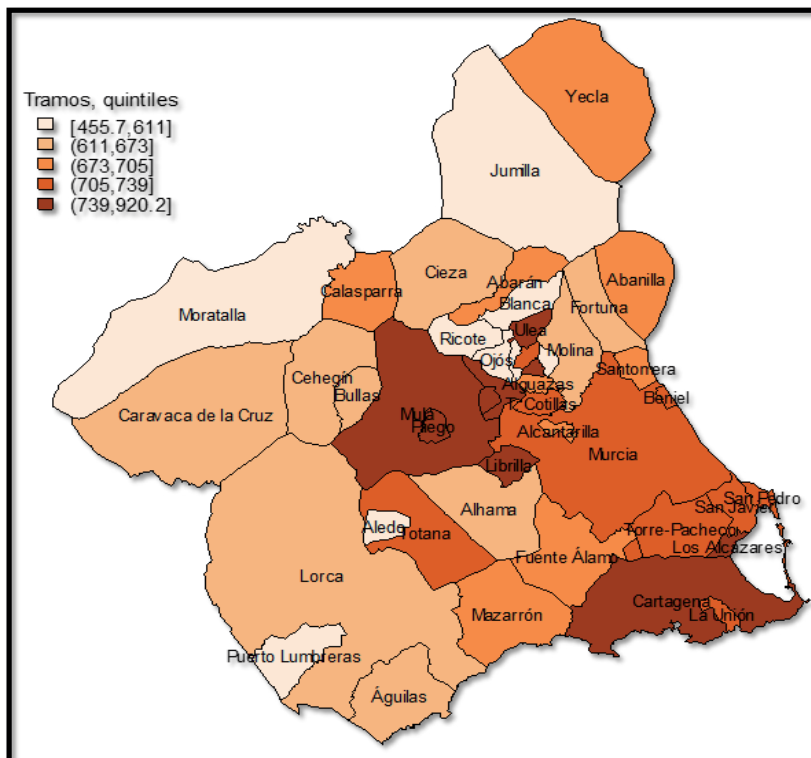 Tramos, quintiles
[455.7,611]
(611,673]
(673,705]
(705,739]
(739,920.2]
Yecla
Jumilla
Cieza
Abarán
Abanilla
Calasparra
Blanca
Fortuna
Moratalla
Ulea
Ricote
Molina
Ojós
Cehegín
Santomera
Bullas
Alguazas
Beniel
T. Cotillas
Caravaca de la Cruz
Mula
Pliego
Alcantarilla
Murcia
Librilla
San Pedro
San Javier
Alhama
Aledo
Totana
Torre-Pacheco
Los Alcázares
Fuente Álamo
Lorca
Cartagena
La Unión
Mazarrón
Puerto Lumbreras
Águilas